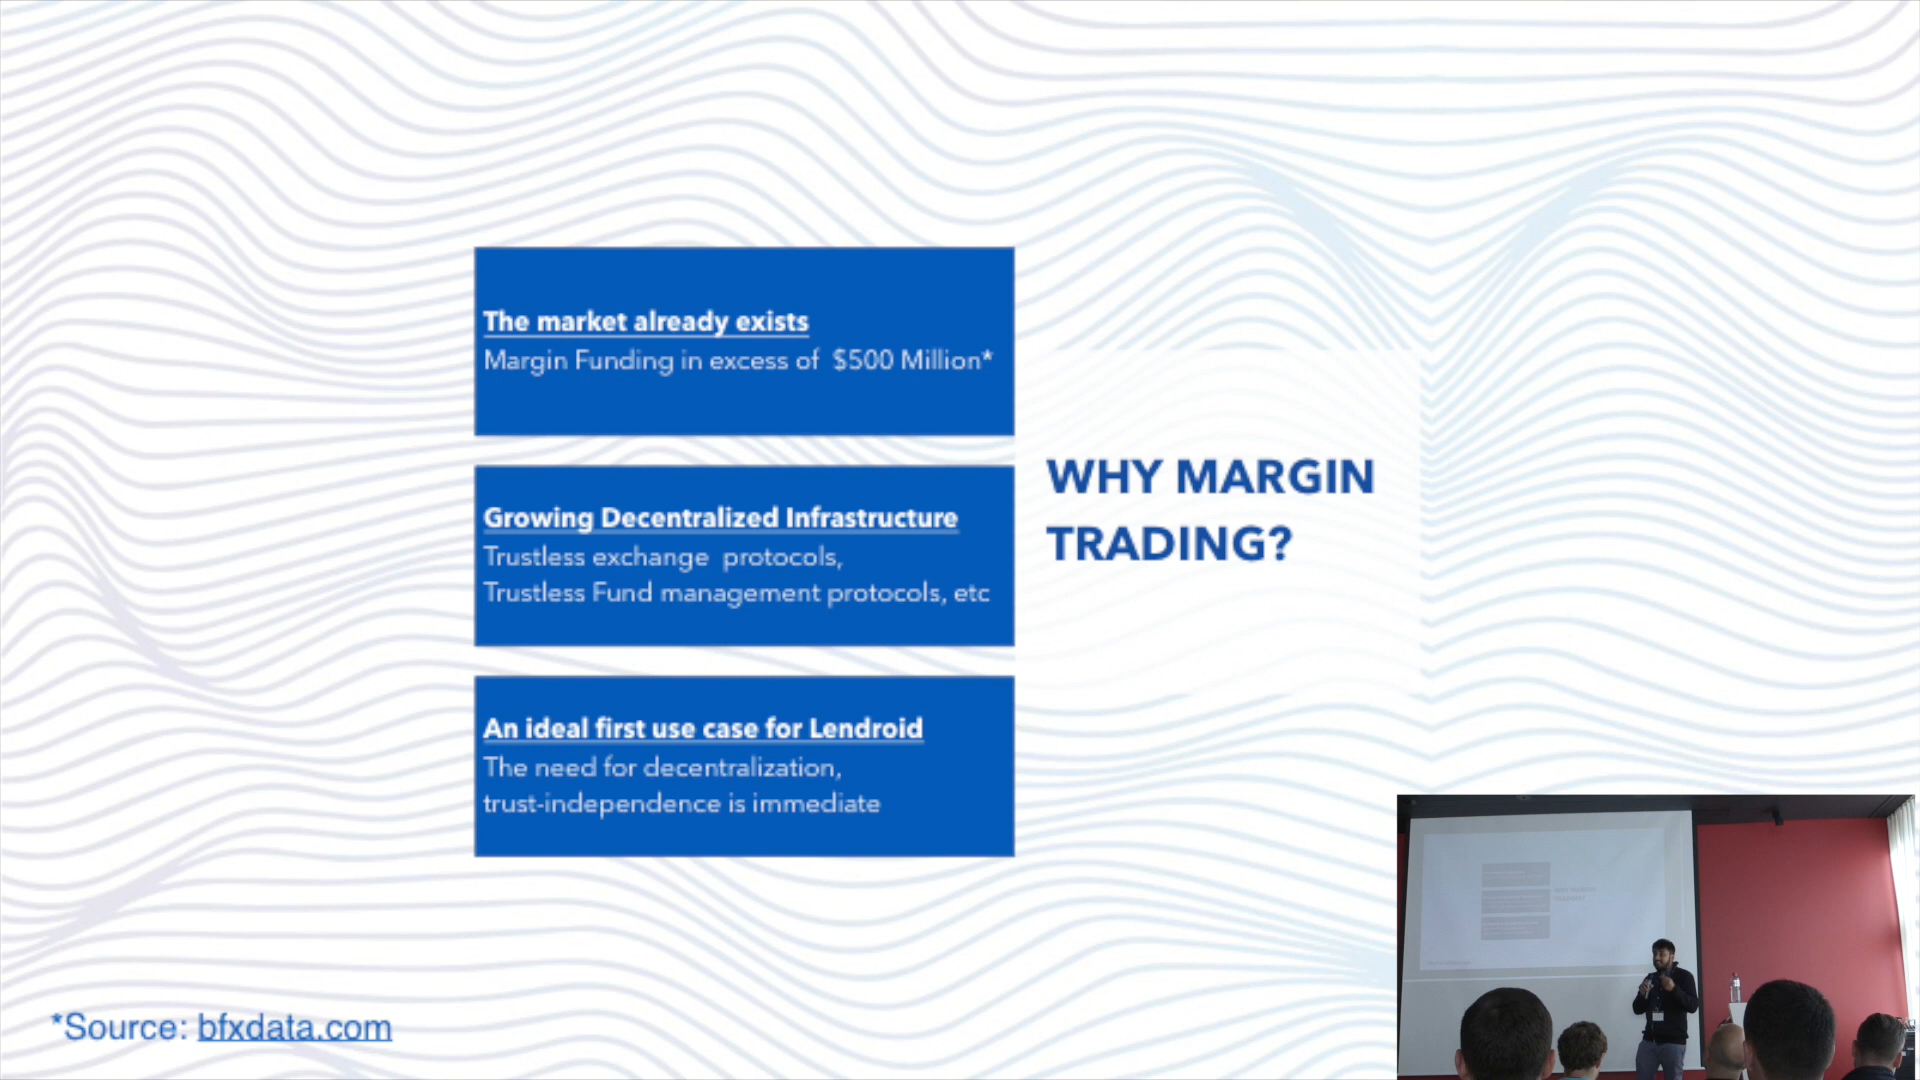 The market already exists
Margin Funding in excess of $500 Million*
Growing Decentralized Infrastructure
Trustless exchange protocols,
Trustless Fund management protocols, etc
An ideal first use case for Lendroid
The need for decentralization,
trust-independence is immediate
WHY MARGIN
TRADING?
*Source: bfxdata.com